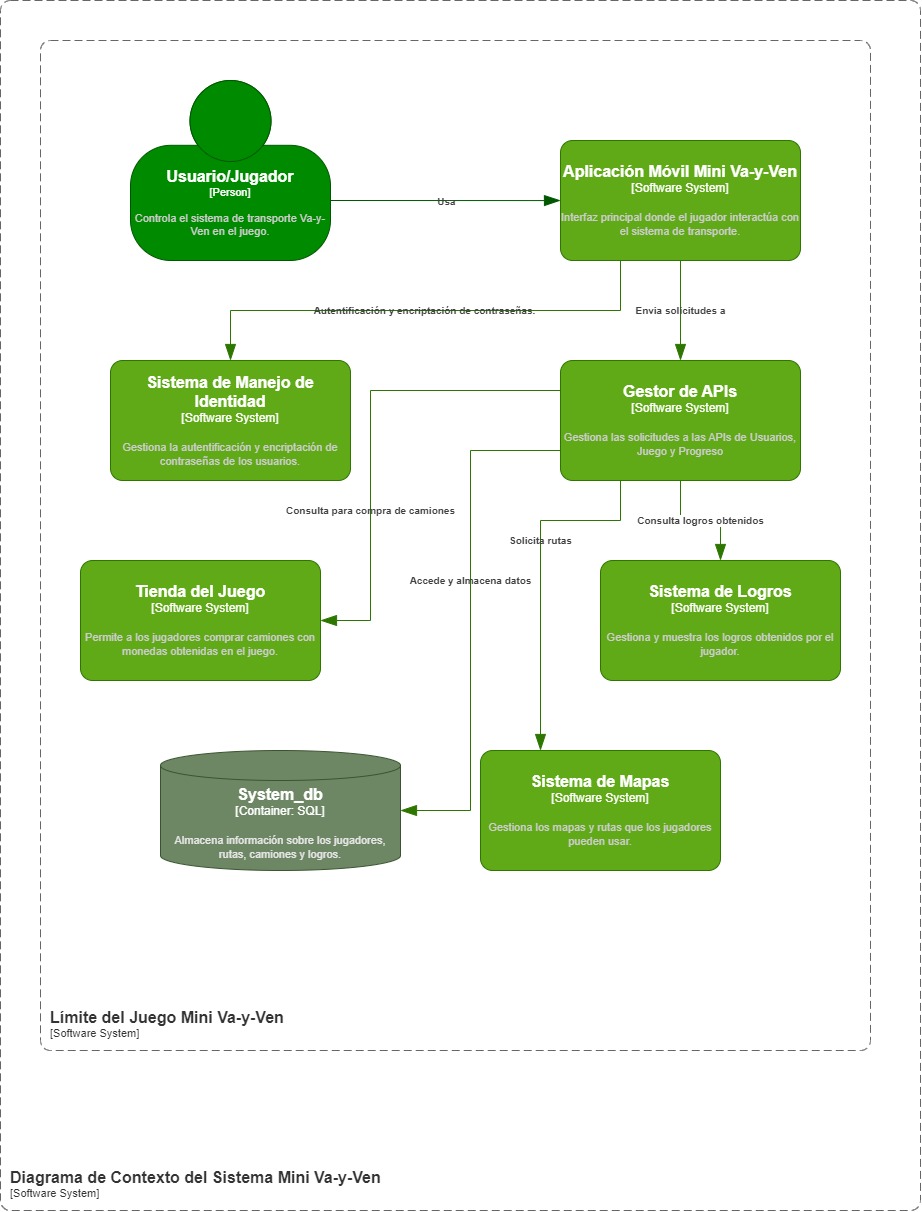 Usuario/Jugador
[Person]
Controla el sistema de transporte Va-y-
Ven en el juego.
Usa
Aplicación Móvil Mini Va-y-Ven
[Software System]
Interfaz principal donde el jugador interactúa con
el sistema de transporte.
Autentificación y encriptación de contraseñas.
Envia solicitudes a
Sistema de Manejo de
Identidad
[Software System]
Gestiona la autentificación y encriptación de
contraseñas de los usuarios.
Gestor de APIs
[Software System]
Gestiona las solicitudes a las APIs de Usuarios,
Juego y Progreso
Consulta para compra de camiones
Consulta logros obtenidos
Solicita rutas
Accede y almacena datos
Tienda del Juego
[Software System]
Permite a los jugadores comprar camiones con
monedas obtenidas en el juego.
Sistema de Logros
[Software System]
Gestiona y muestra los logros obtenidos por el
jugador.
System_db
[Container: SQL]
Almacena información sobre los jugadores,
rutas, camiones y logros.
Sistema de Mapas
[Software System]
Gestiona los mapas y rutas que los jugadores
pueden usar.
Límite del Juego Mini Va-y-Ven
[Software System]
Diagrama de Contexto del Sistema Mini Va-y-Ven
[Software System]